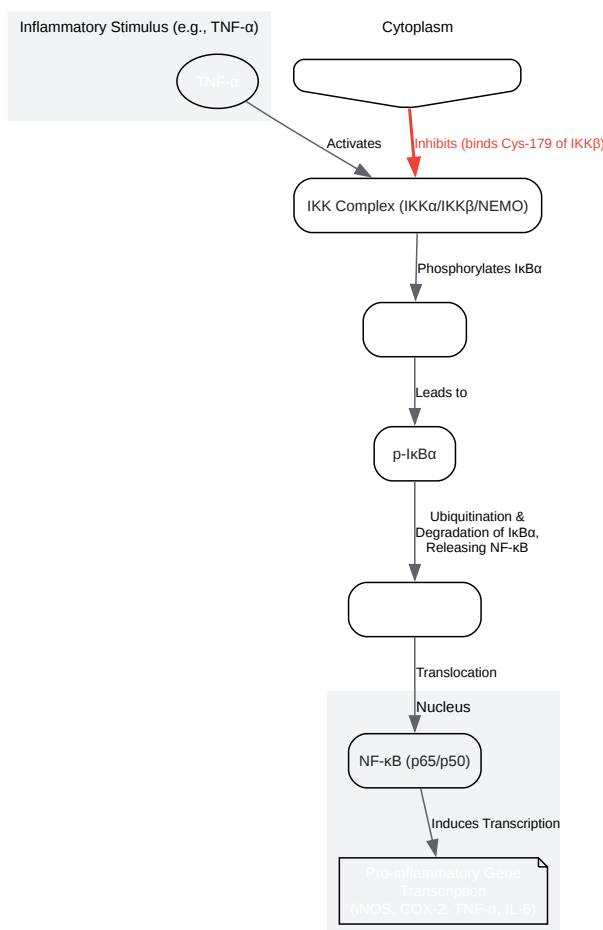 Inflammatory Stimulus (e.g., TNF-α)
Cytoplasm
TNF-α
Activates
Inhibits (binds Cys-179 of IKKβ)
IKK Complex (IKKα/IKKβ/NEMO)
Phosphorylates IκBα
Leads to
p-IκBα
Ubiquitination &
Degradation of IκBα,
Releasing NF-κB
Translocation
Nucleus
NF-κB (p65/p50)
Induces Transcription
Pro-inflammatory Gene
Transcription
(iNOS, COX-2, TNF-α, IL-6)